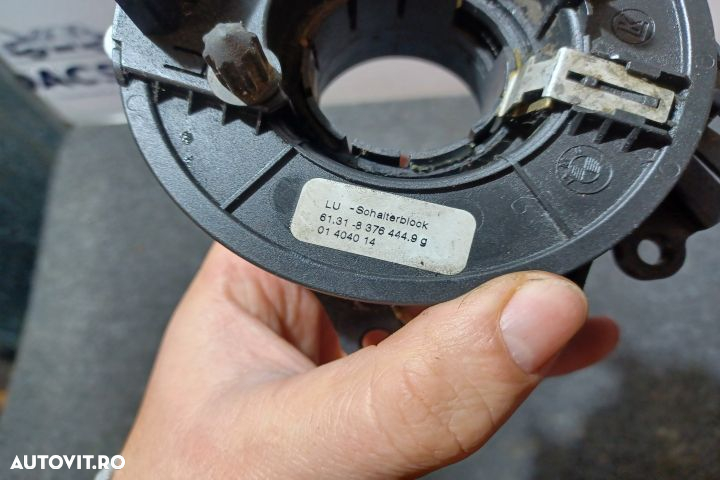 LU -Schalterblock
61.31 -8 376 444.9 g
01 4040 14
AUTOVIT.RO